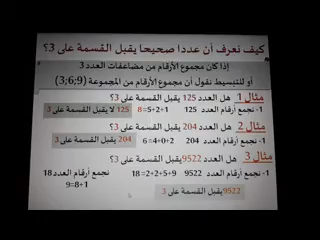 كيف نعرف أن عددا صحيحا يقبل القسمة على 3؟
إذا كان مجموع الأرقام من مضاعفات العدد 3
أو للتبسيط نقول أن مجموع الأرقام من المجموعة (3;6;9)
مثال 1 هل العدد 125 يقبل القسمة على 3؟
1- نجمع أرقام العدد 125 1+2+5=8 125 لا يقبل القسمة على 3
مثال 2 هل العدد 204 يقبل القسمة على 3؟
1- نجمع أرقام العدد 204 2+0+4=6 204 يقبل القسمة على 3
مثال 3 هل العدد 9522 يقبل القسمة على 3؟
1- نجمع أرقام العدد 9522 9+5+2+2=18 نجمع أرقام العدد 18
1+8=9
9522 يقبل القسمة على 3